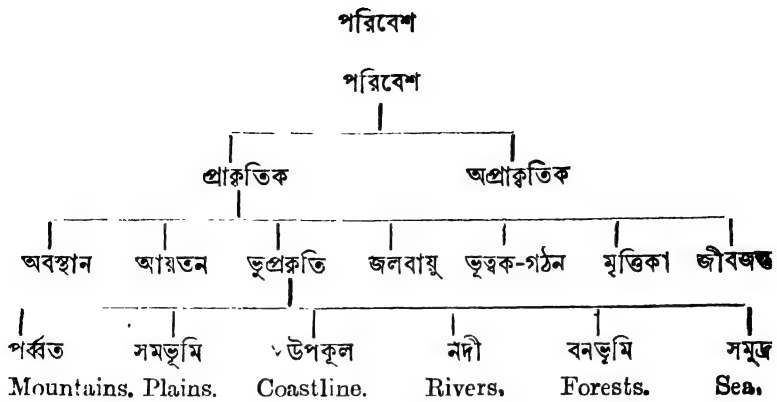 পরিবেশ
পরিবেশ
প্রাকৃতিক অপ্রাকৃতিক
অবস্থান আয়তন ভূপ্রকৃতি জলবায়ু ভূত্বক-গঠন মৃত্তিকা জীবজন্তু
পর্ব্বত সমভূমি উপকূল নদী বনভূমি সমুদ্র
Mountains. Plains. Coastline. Rivers, Forests. Sea,